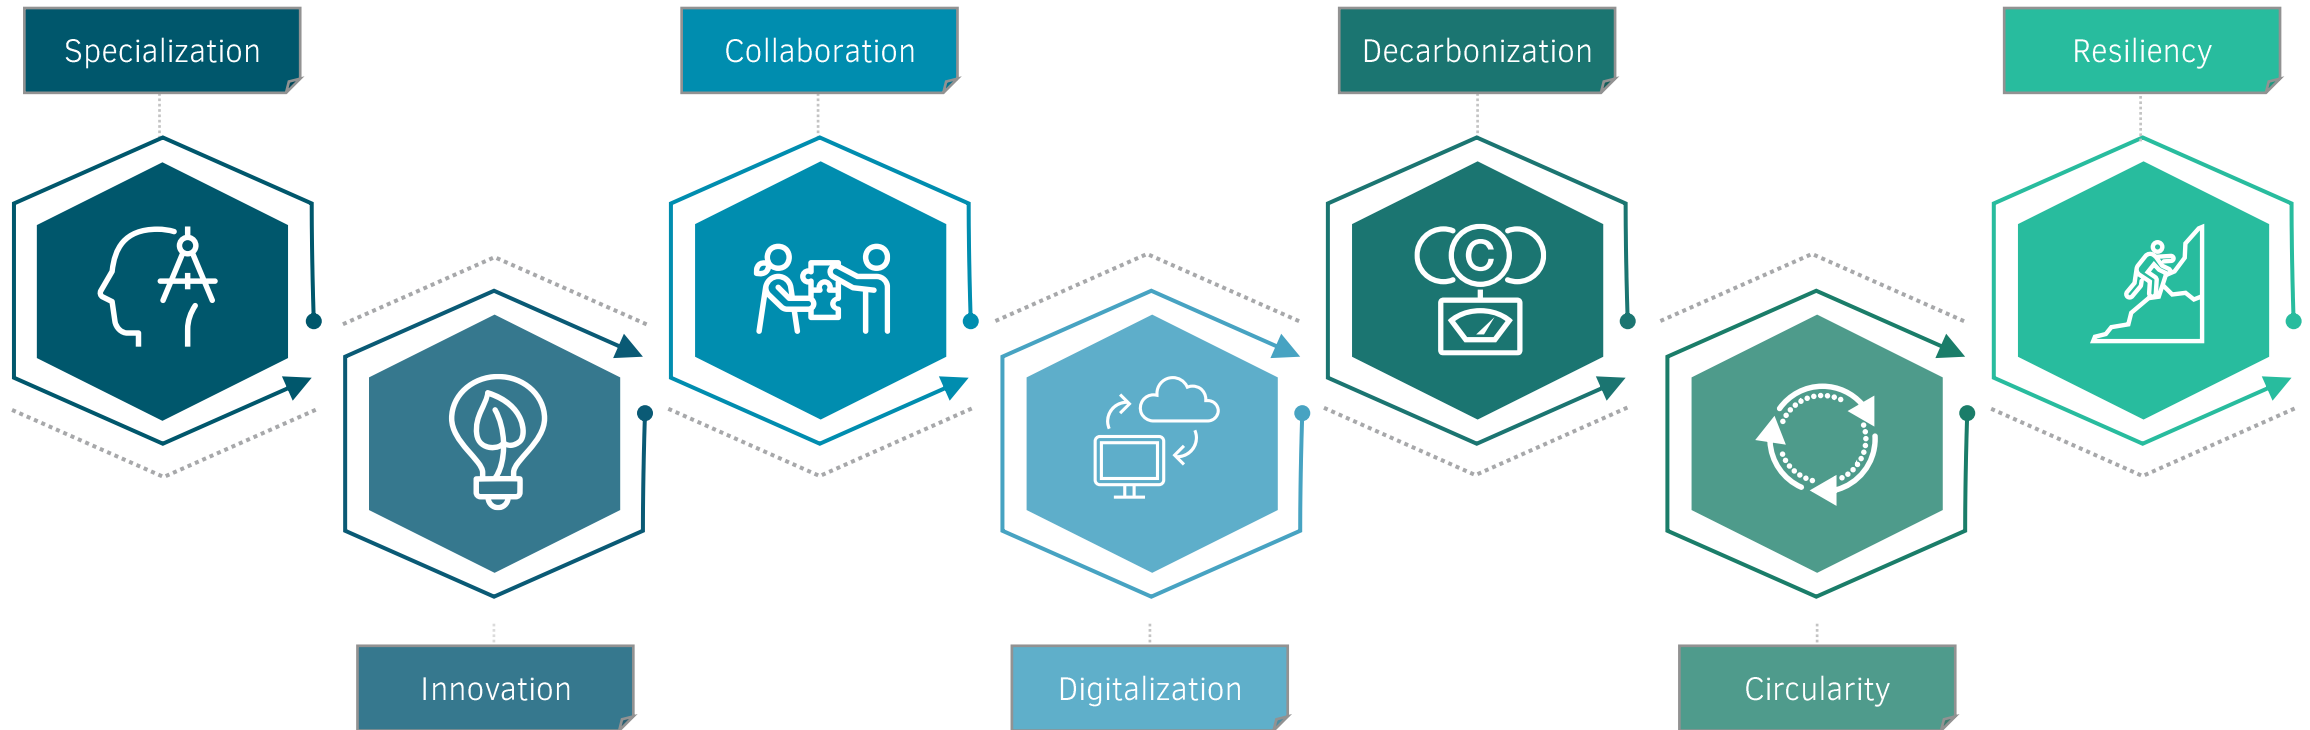 Specialization
Innovation
Collaboration
Digitalization
Decarbonization
C
Circularity
Resiliency